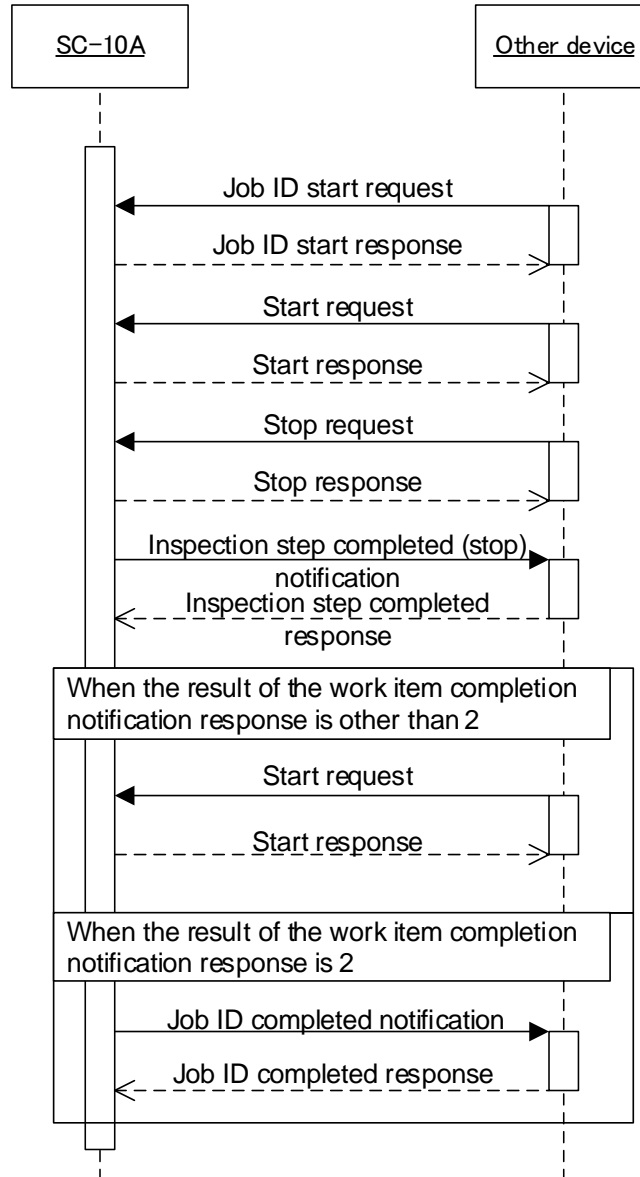 SC-10A
Other device
Job ID start request
Job ID start response
Start request
Start response
Stop request
Stop response
Inspection step completed (stop)
notification
Inspection step completed
response
When the result of the work item completion
notification response is other than 2
Start request
Start response
When the result of the work item completion
notification response is 2
Job ID completed notification
Job ID completed response